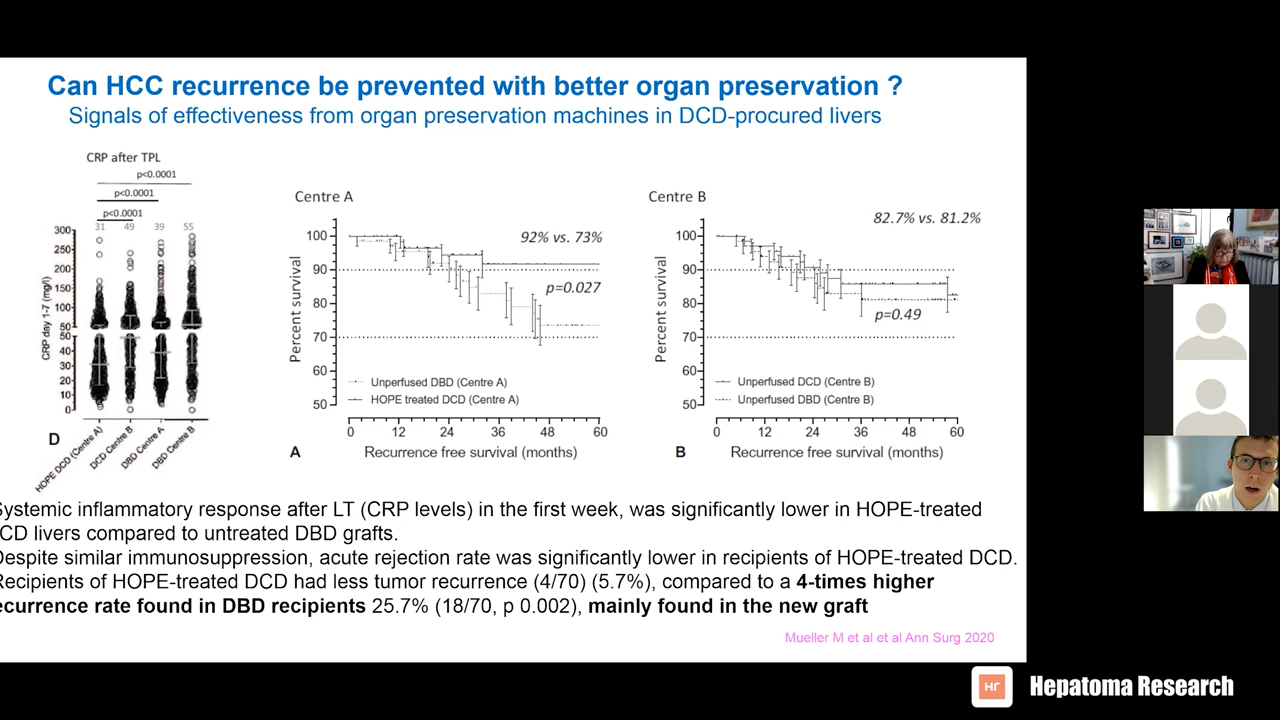 Can HCC recurrence be prevented with better organ preservation ?
Signals of effectiveness from organ preservation machines in DCD-procured livers
CRP after TPL
p<0.0001
p<0.0001
p<0.0001
31 49 39 55
300
250
200
150
100
50
50
40
30
20
10
0
CRP day 1-7 (mg/l)
HOPE DCD (Centre A)
DCD Centre B
DBD Centre A
DBD Centre B
D
Centre A
92% vs. 73%
p=0.027
100
90
80
70
60
50
Percent survival
Unperfused DBD (Centre A)
HOPE treated DCD (Centre A)
0 12 24 36 48 60
A
Recurrence free survival (months)
Centre B
82.7% vs. 81.2%
p=0.49
100
90
80
70
60
50
Percent survival
Unperfused DCD (Centre B)
Unperfused DBD (Centre B)
0 12 24 36 48 60
B
Recurrence free survival (months)
Systemic inflammatory response after LT (CRP levels) in the first week, was significantly lower in HOPE-treated
CD livers compared to untreated DBD grafts.
Despite similar immunosuppression, acute rejection rate was significantly lower in recipients of HOPE-treated DCD.
Recipients of HOPE-treated DCD had less tumor recurrence (4/70) (5.7%), compared to a 4-times higher
ecurrence rate found in DBD recipients 25.7% (18/70, p 0.002), mainly found in the new graft
Mueller M et al et al Ann Surg 2020
Hr
Hepatoma Research